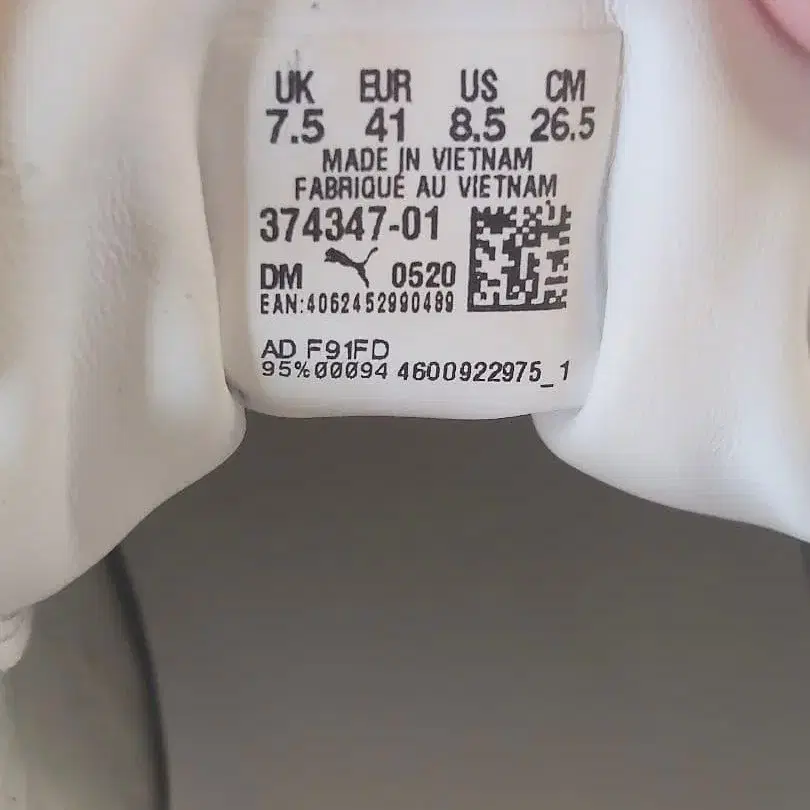 UK EUR US CM
7.5 41 8.5 26.5
MADE IN VIETNAM
FABRIQUÉ AU VIETNAM
374347-01
DM 0520
EAN:4062452990489
AD F91FD
95%00094 4600922975_1